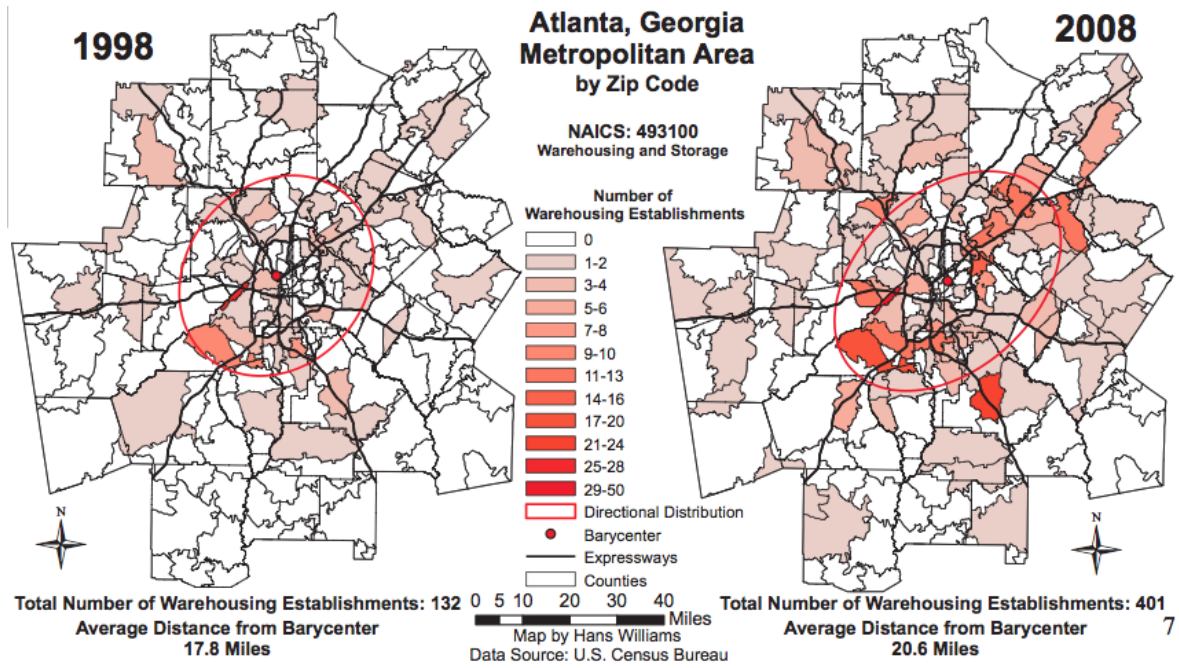 1998
Atlanta, Georgia
Metropolitan Area
by Zip Code
2008
NAICS: 493100
Warehousing and Storage
Number of
Warehousing Establishments
0
1-2
3-4
5-6
7-8
9-10
11-13
14-16
17-20
21-24
25-28
29-50
Directional Distribution
Barycenter
Expressways
Counties
N
N
Total Number of Warehousing Establishments: 132
Average Distance from Barycenter
17.8 Miles
0 5 10 20 30 40
Miles
Map by Hans Williams
Data Source: U.S. Census Bureau
Total Number of Warehousing Establishments: 401
Average Distance from Barycenter
20.6 Miles
7